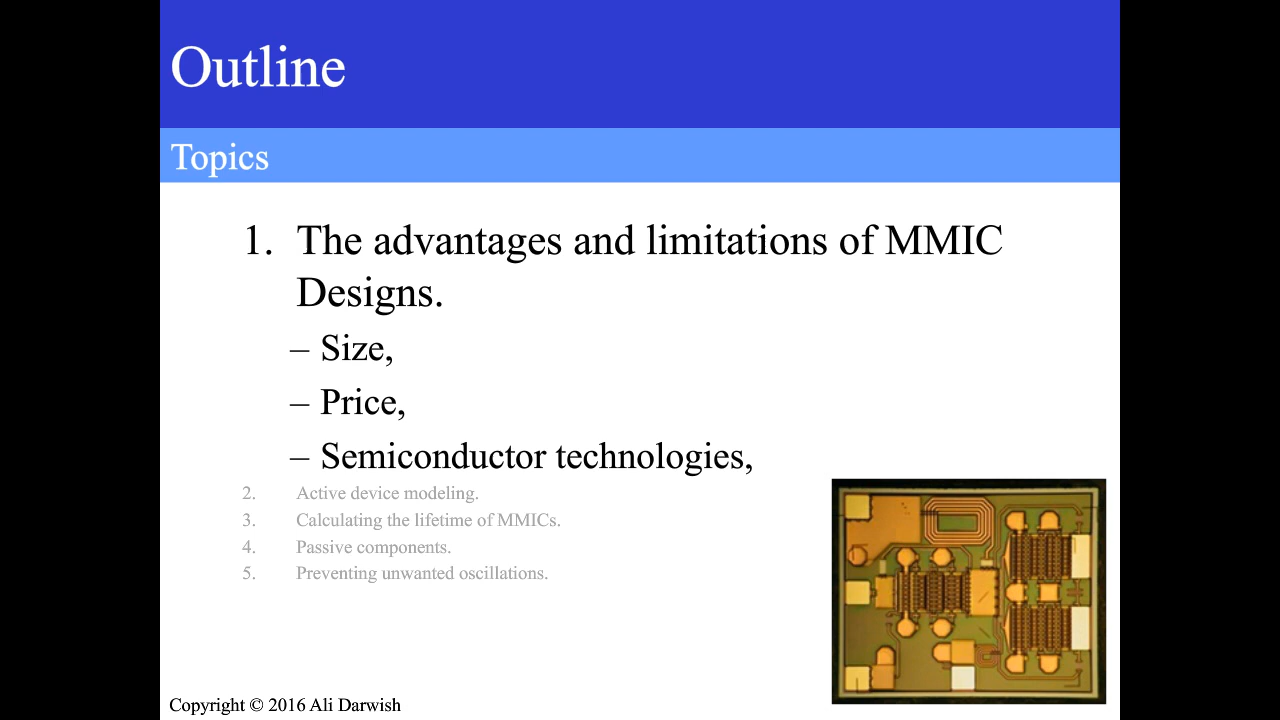 Outline
Topics
1. The advantages and limitations of MMIC
Designs.
– Size,
– Price,
– Semiconductor technologies,
2. Active device modeling.
3. Calculating the lifetime of MMICs.
4. Passive components.
5. Preventing unwanted oscillations.
Copyright © 2016 Ali Darwish